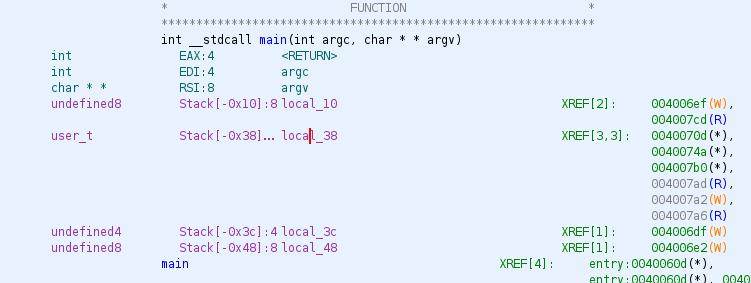 * FUNCTION *
**************************************************************
int __stdcall main(int argc, char * * argv)
int EAX:4 <RETURN>
int EDI:4 argc
char * * RSI:8 argv
undefined8 Stack[-0x10]:8 local_10 XREF[2]: 004006ef(W),
004007cd(R)
user_t Stack[-0x38]... local_38 XREF[3,3]: 0040070d(*),
0040074a(*),
004007b0(*),
004007ad(R)
004007a2(W),
004007a6(R)
undefined4 Stack[-0x3c]:4 local_3c XREF[1]: 004006df(W)
undefined8 Stack[-0x48]:8 local_48 XREF[1]: 004006e2(W)
main XREF[4]: entry:0040060d(*),
entry:0040060d(*), 0040